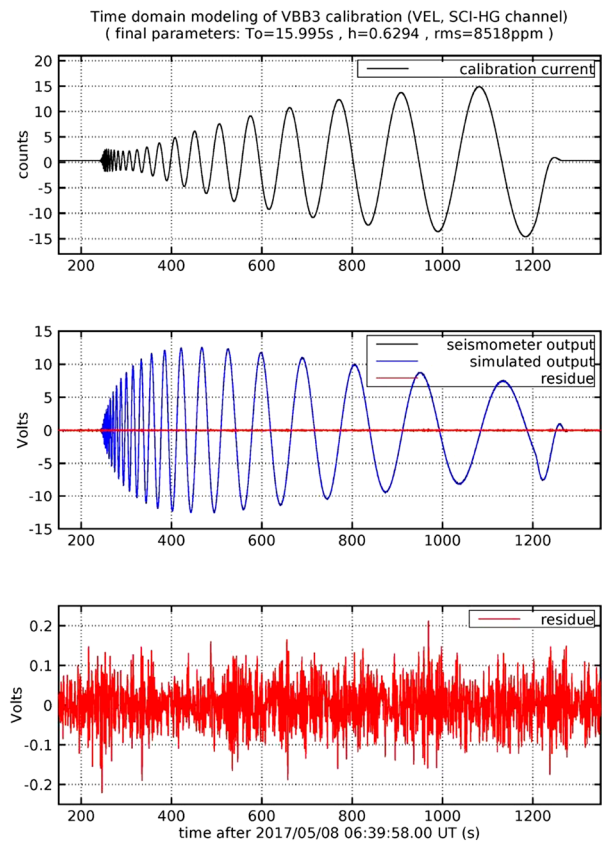 Time domain modeling of VBB3 calibration (VEL, SCI-HG channel)
( final parameters: To=15.995s , h=0.6294 , rms=8518ppm )
20
15
10
5
0
-5
-10
-15
counts
calibration current
200 400 600 800 1000 1200
15
10
5
0
-5
-10
-15
Volts
seismometer output
simulated output
residue
200 400 600 800 1000 1200
0.2
0.1
0
-0.1
-0.2
Volts
residue
200 400 600 800 1000 1200
time after 2017/05/08 06:39:58.00 UT (s)